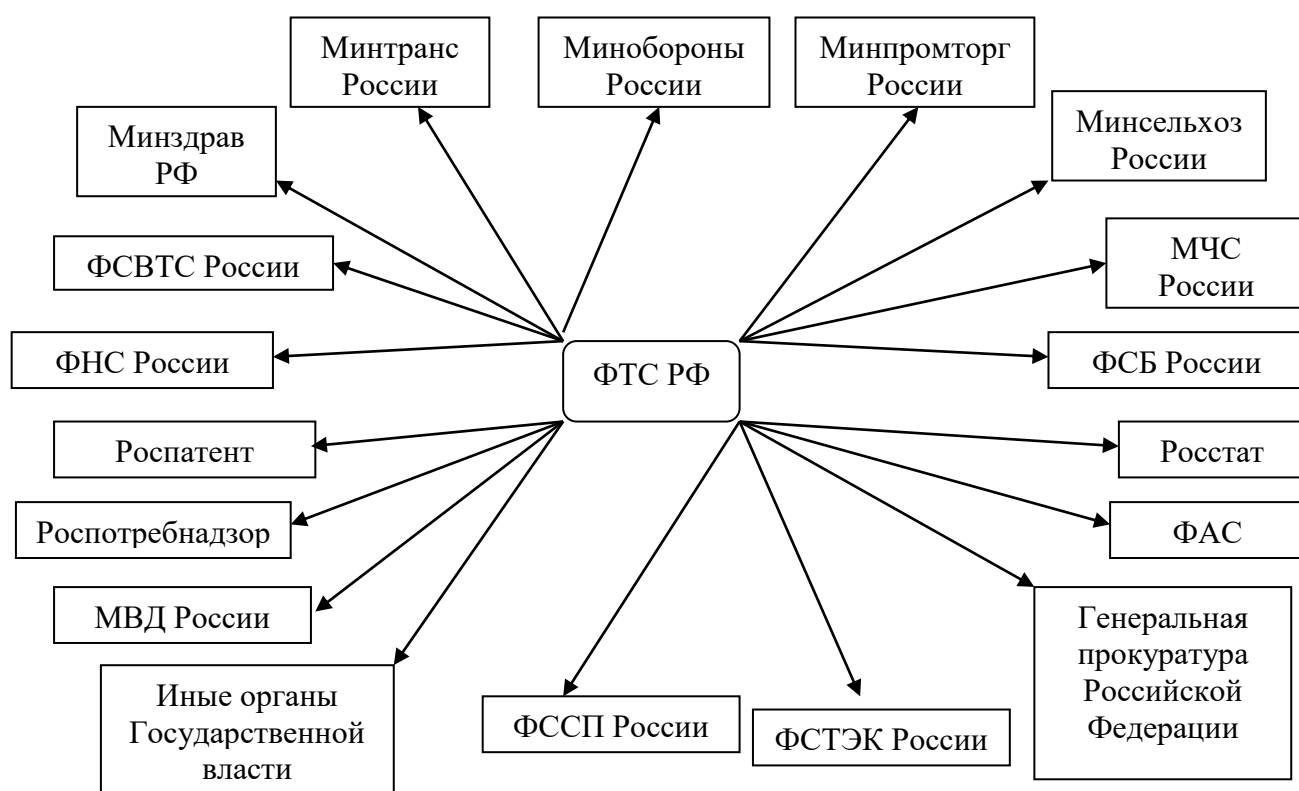 Минтранс
России
Минобороны
России
Минпромторг
России
Минздрав
РФ
Минсельхоз
России
ФСВТС России
МЧС
России
ФНС России
ФТС РФ
ФСБ России
Роспатент
Росстат
Роспотребнадзор
ФАС
МВД России
Генеральная
прокуратура
Российской
Федерации
Иные органы
Государственной
власти
ФССП России
ФСТЭК России